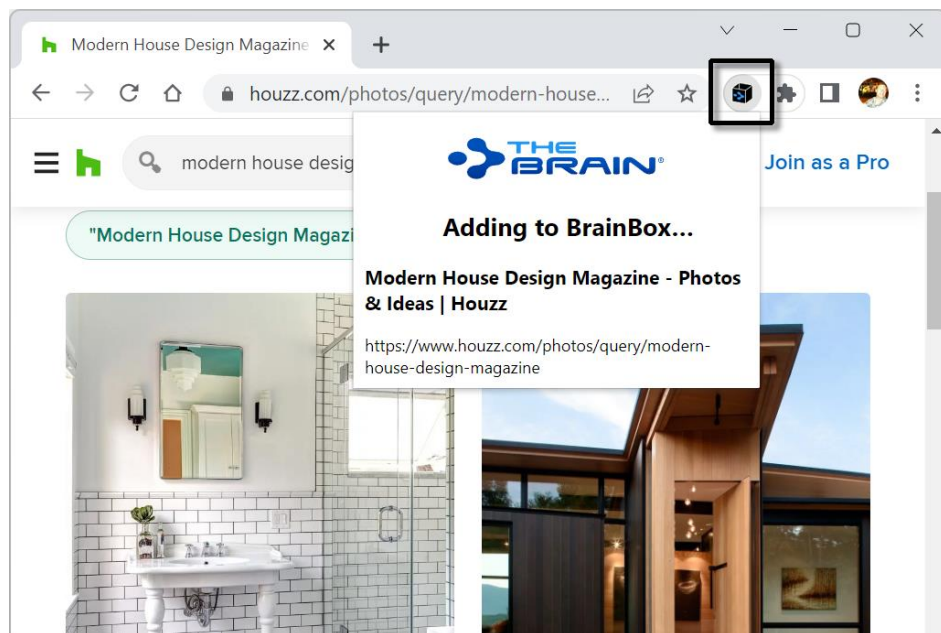 Modern House Design Magazine
houzz.com/photos/query/modern-house...
modern house desig
Join as a Pro
"Modern House Design Magazi
THE
BRAIN
Adding to BrainBox...
Modern House Design Magazine - Photos
& Ideas | Houzz
https://www.houzz.com/photos/query/modern-
house-design-magazine